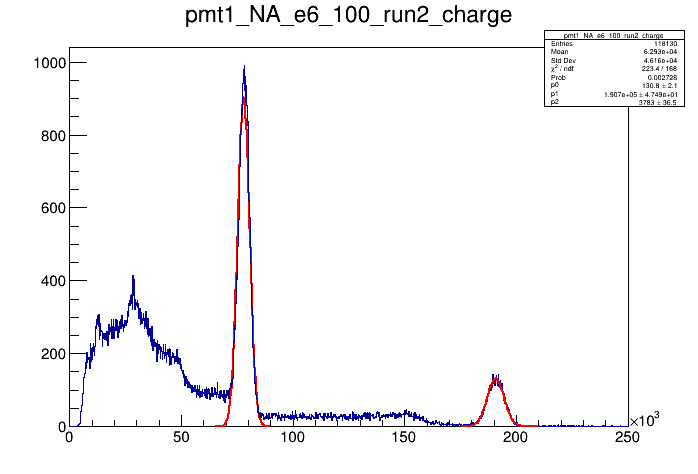 pmt1_NA_e6_100_run2_charge
pmt1_NA_e6_100_run2_charge
Entries 118130
Mean 6.293e+04
Std Dev 4.616e+04
χ² / ndf 223.4 / 168
Prob 0.002728
p0 130.8 ± 2.1
p1 1.907e+05 ± 4.749e+01
p2 3783 ± 36.5
1000
800
600
400
200
0
0 50 100 150 200 250
×10³